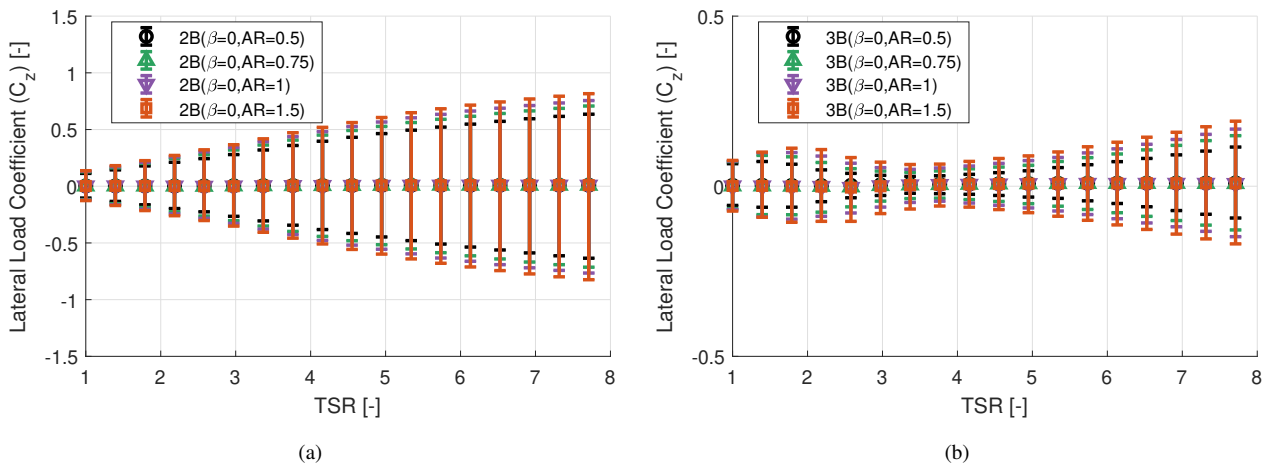 1.5
1
0.5
0
-0.5
-1
-1.5
Lateral Load Coefficient (C_z) [-]
2B(β=0,AR=0.5)
2B(β=0,AR=0.75)
2B(β=0,AR=1)
2B(β=0,AR=1.5)
1 2 3 4 5 6 7 8
TSR [-]
(a)
0.5
0
-0.5
Lateral Load Coefficient (C_z) [-]
3B(β=0,AR=0.5)
3B(β=0,AR=0.75)
3B(β=0,AR=1)
3B(β=0,AR=1.5)
1 2 3 4 5 6 7 8
TSR [-]
(b)